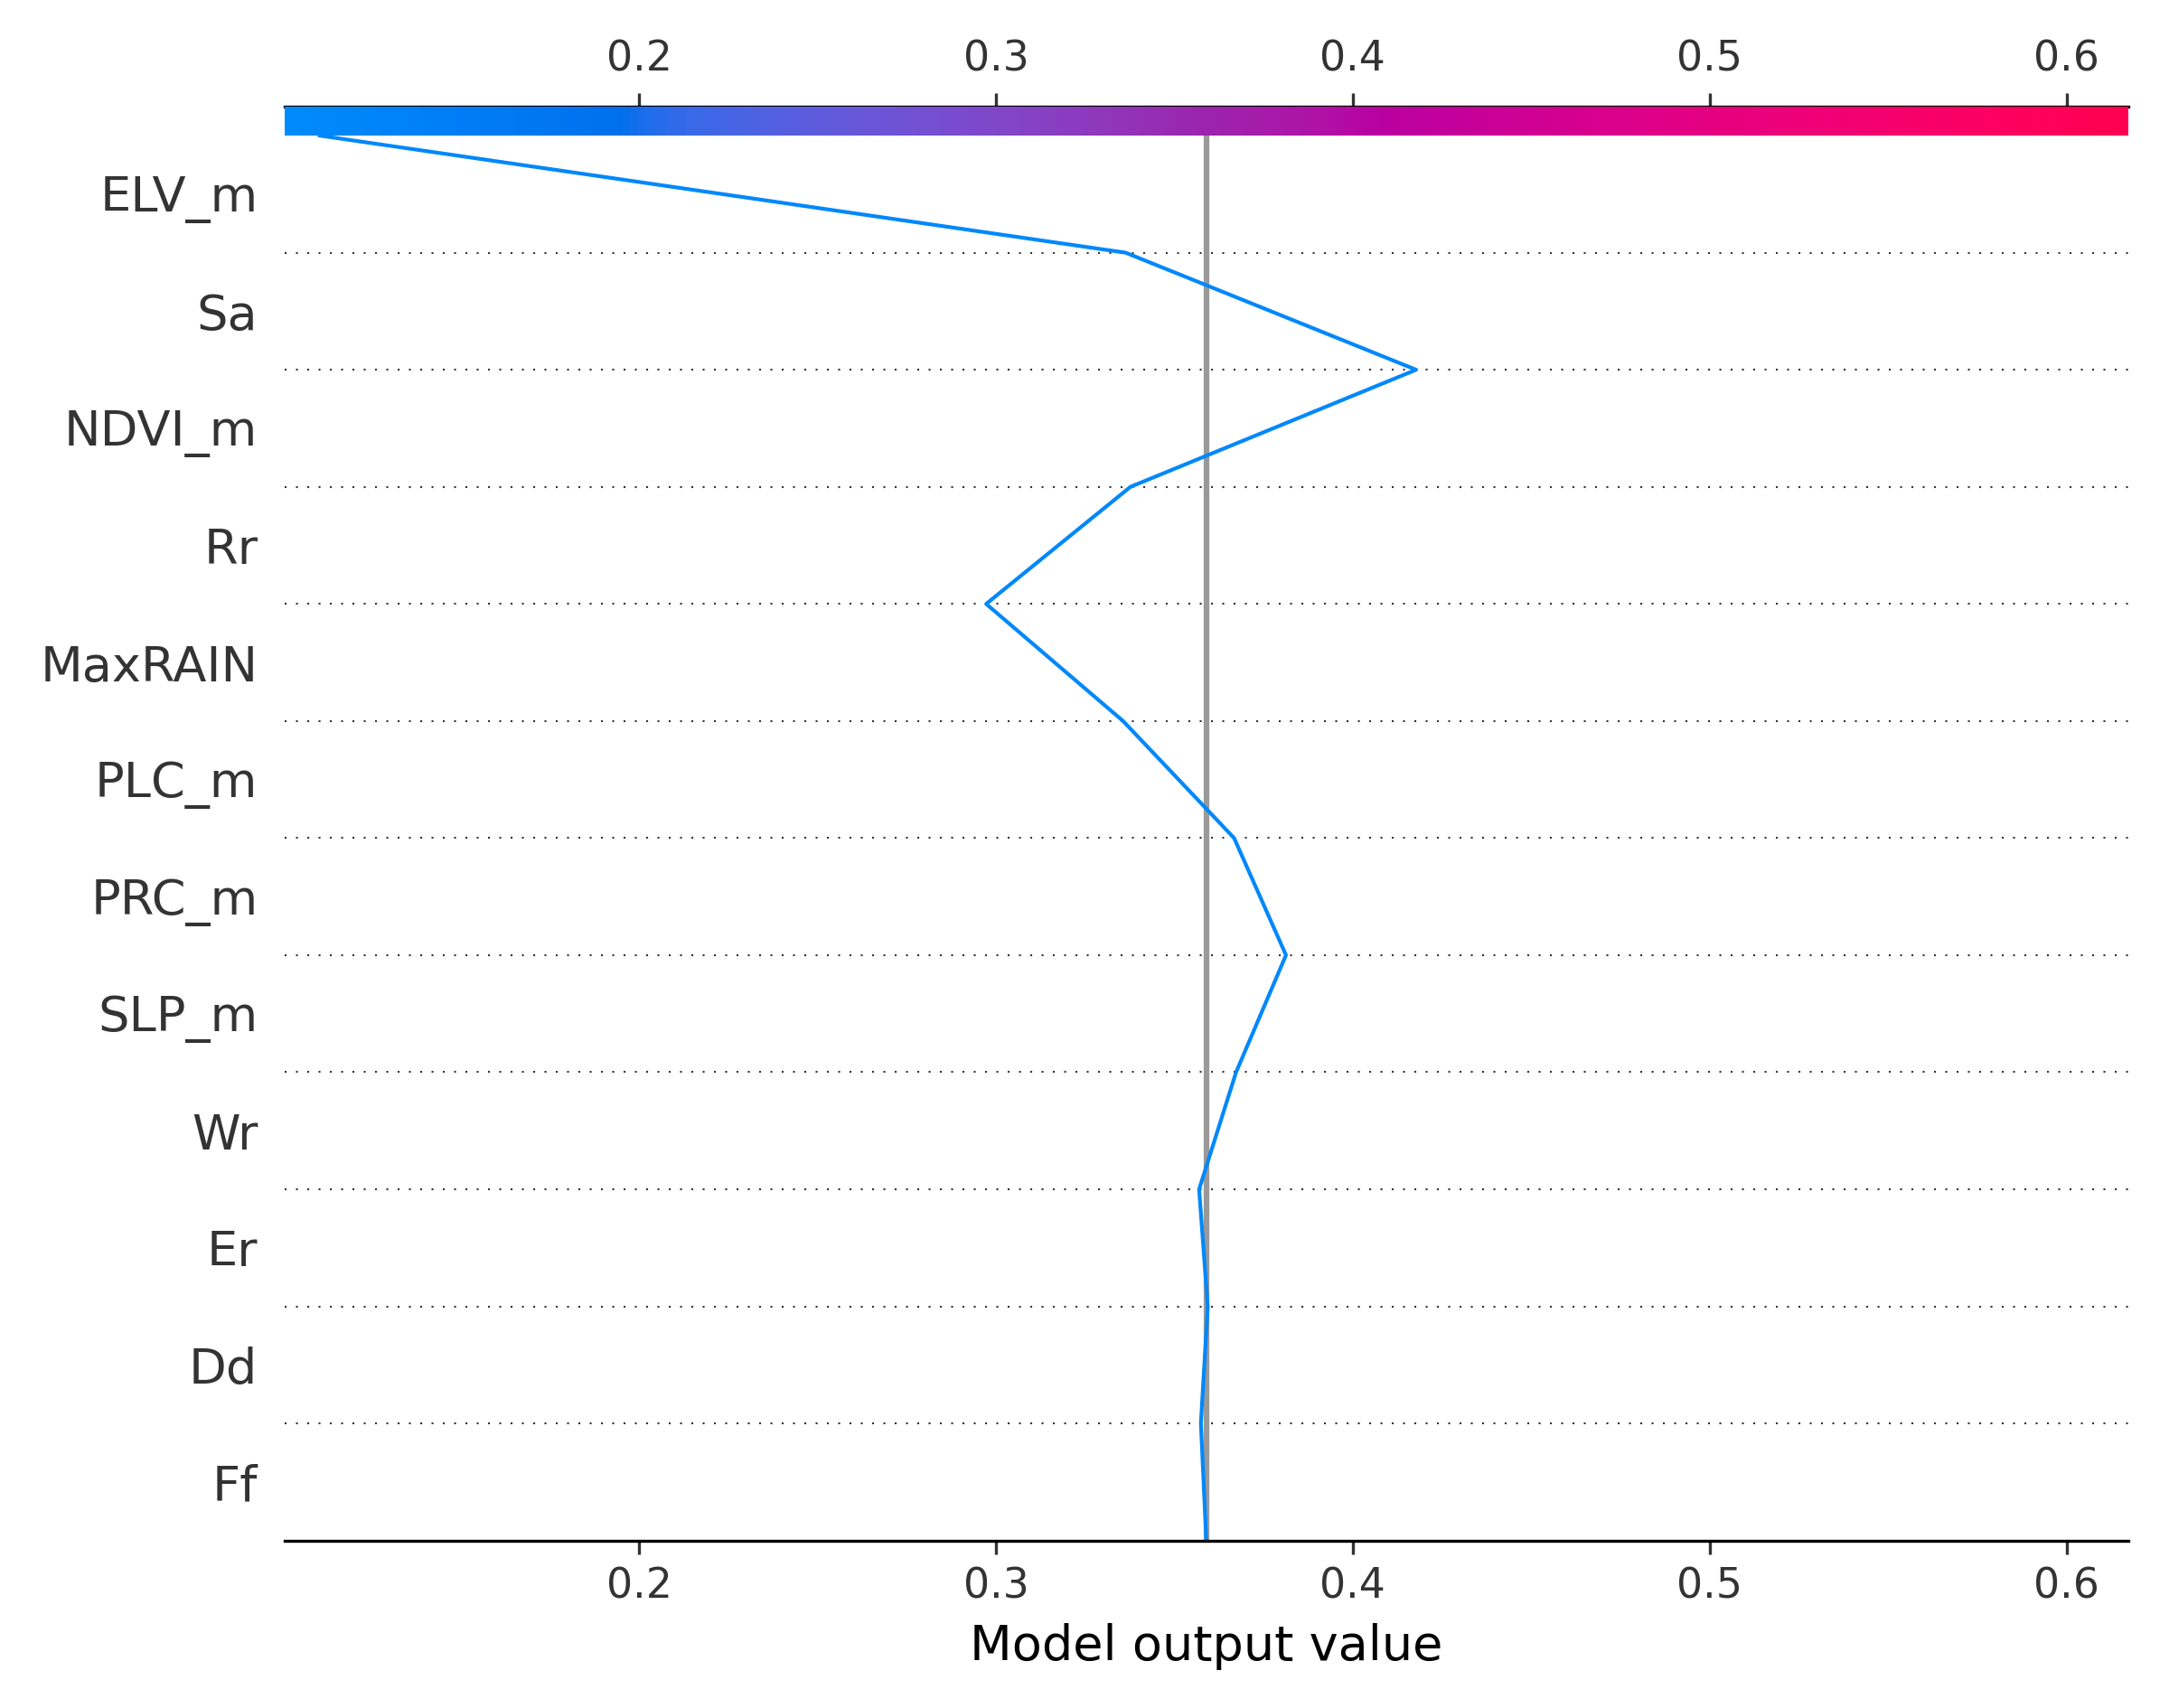 0.2 0.3 0.4 0.5 0.6
ELV_m
Sa
NDVI_m
Rr
MaxRAIN
PLC_m
PRC_m
SLP_m
Wr
Er
Dd
Ff
0.2 0.3 0.4 0.5 0.6
Model output value